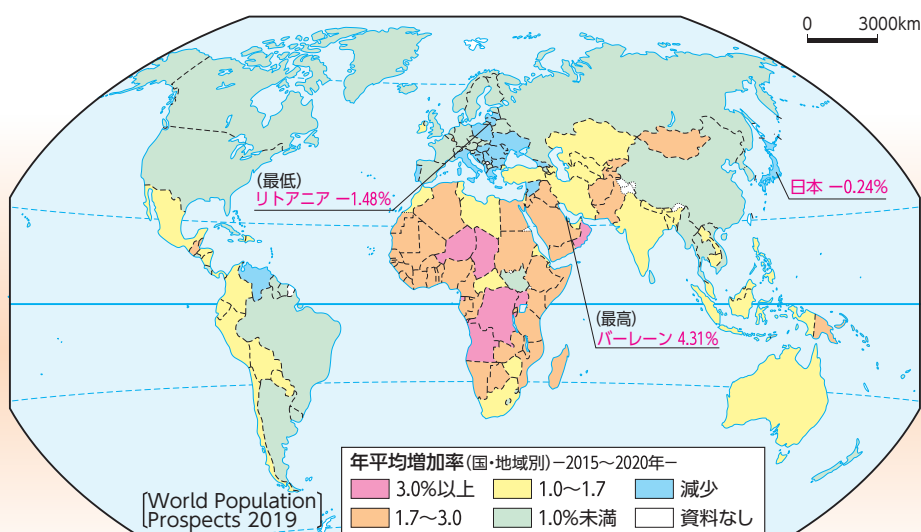 0 3000km
(最低)
リトアニア -1.48%
日本 -0.24%
(最高)
バーレーン 4.31%
年平均増加率(国・地域別)-2015~2020年-
3.0%以上 1.0~1.7 減少
1.7~3.0 1.0%未満 資料なし
[World Population
Prospects 2019]